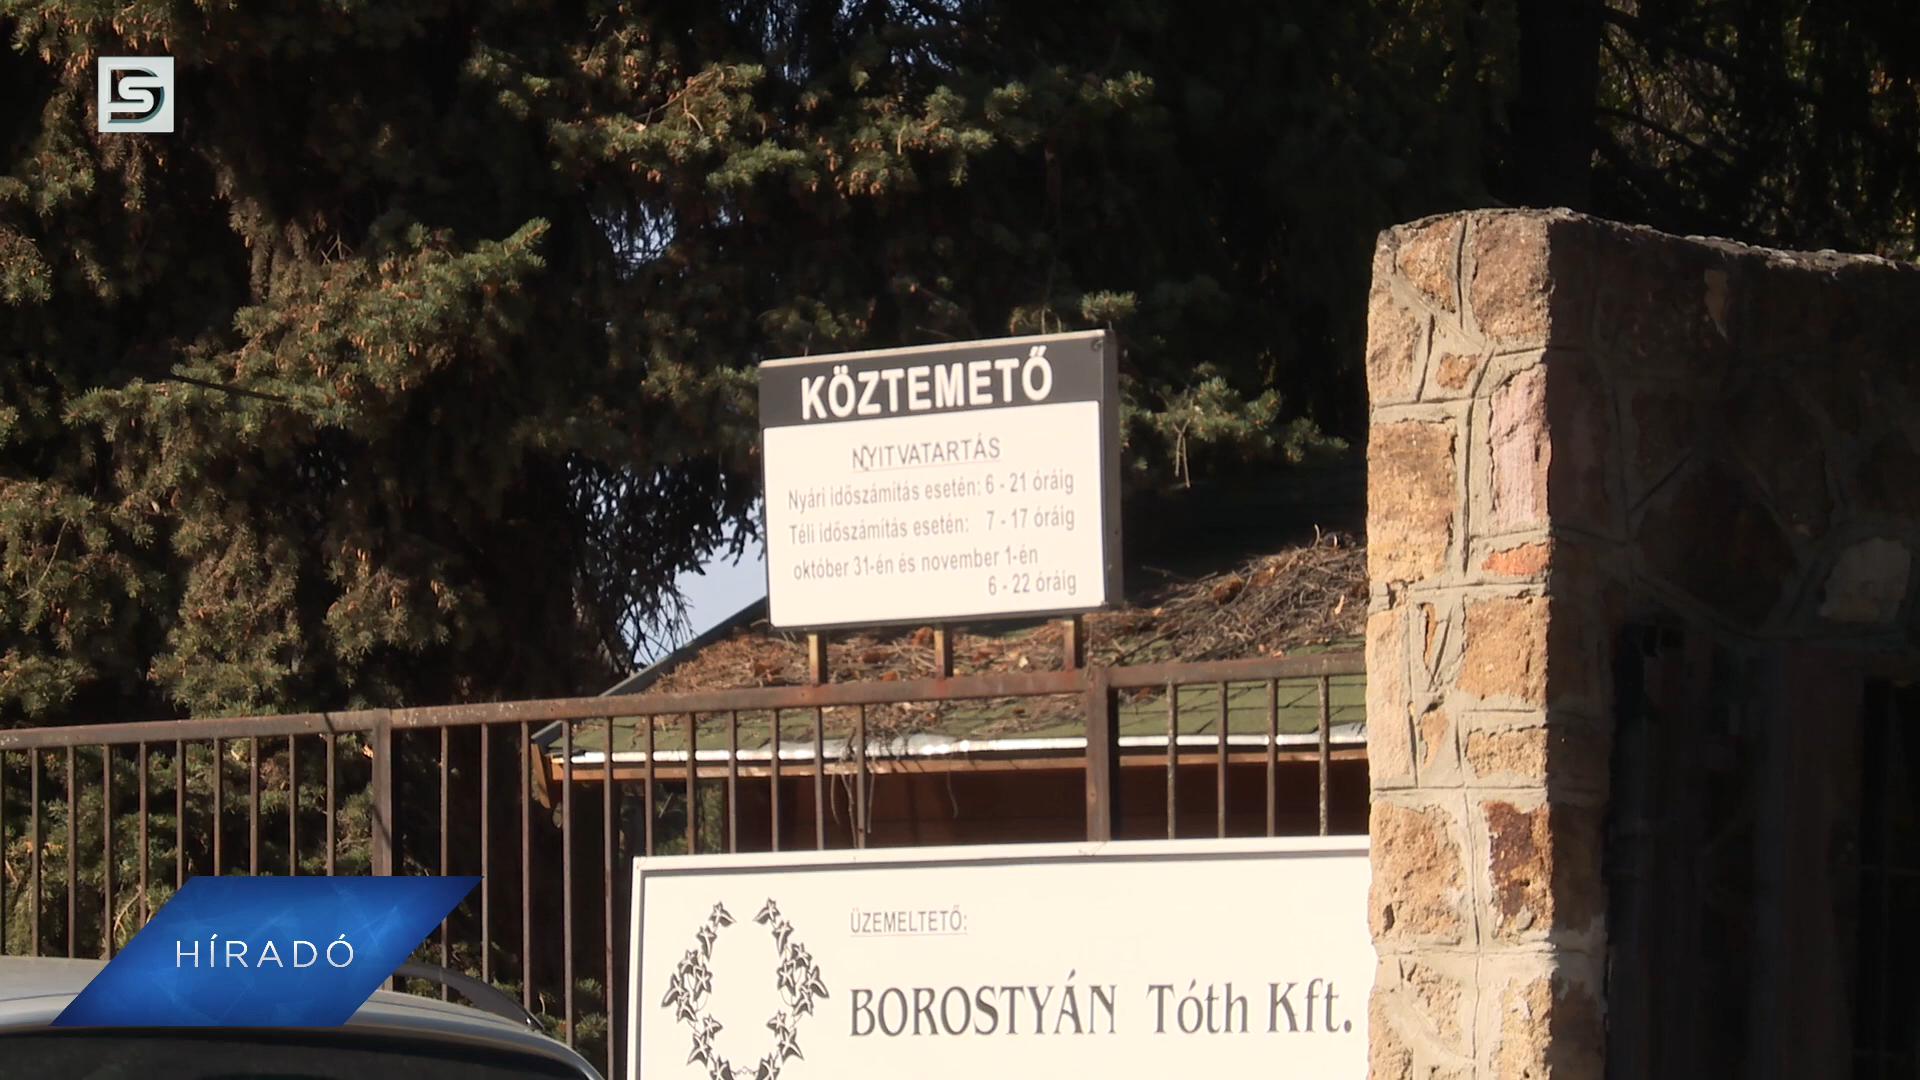 DS
KÖZTEMETŐ
NYITVATARTÁS
Nyári időszámítás esetén: 6 - 21 óráig
Téli időszámítás esetén: 7 - 17 óráig
október 31-én és november 1-én
6 - 22 óráig
ÜZEMELTETŐ:
BOROSTYÁN Tóth Kft.
HÍRADÓ